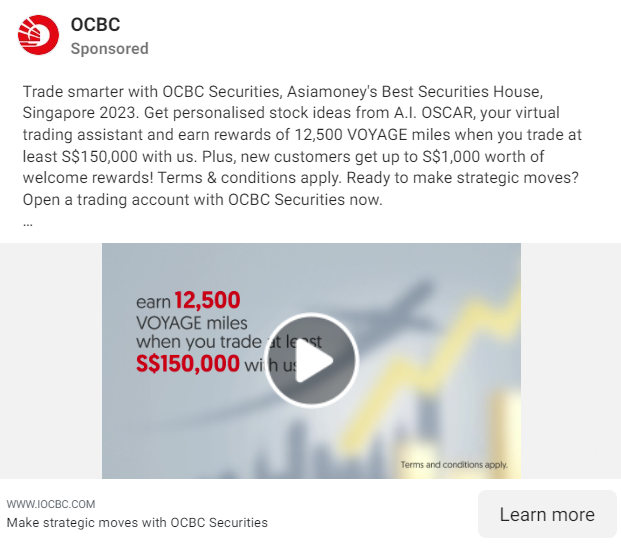 OCBC
Sponsored
Trade smarter with OCBC Securities, Asiamoney's Best Securities House,
Singapore 2023. Get personalised stock ideas from A.I. OSCAR, your virtual
trading assistant and earn rewards of 12,500 VOYAGE miles when you trade at
least S$150,000 with us. Plus, new customers get up to S$1,000 worth of
welcome rewards! Terms & conditions apply. Ready to make strategic moves?
Open a trading account with OCBC Securities now.
...
earn 12,500
VOYAGE miles
when you trade at least
S$150,000 with us
Terms and conditions apply.
WWW.IOCBC.COM
Make strategic moves with OCBC Securities
Learn more